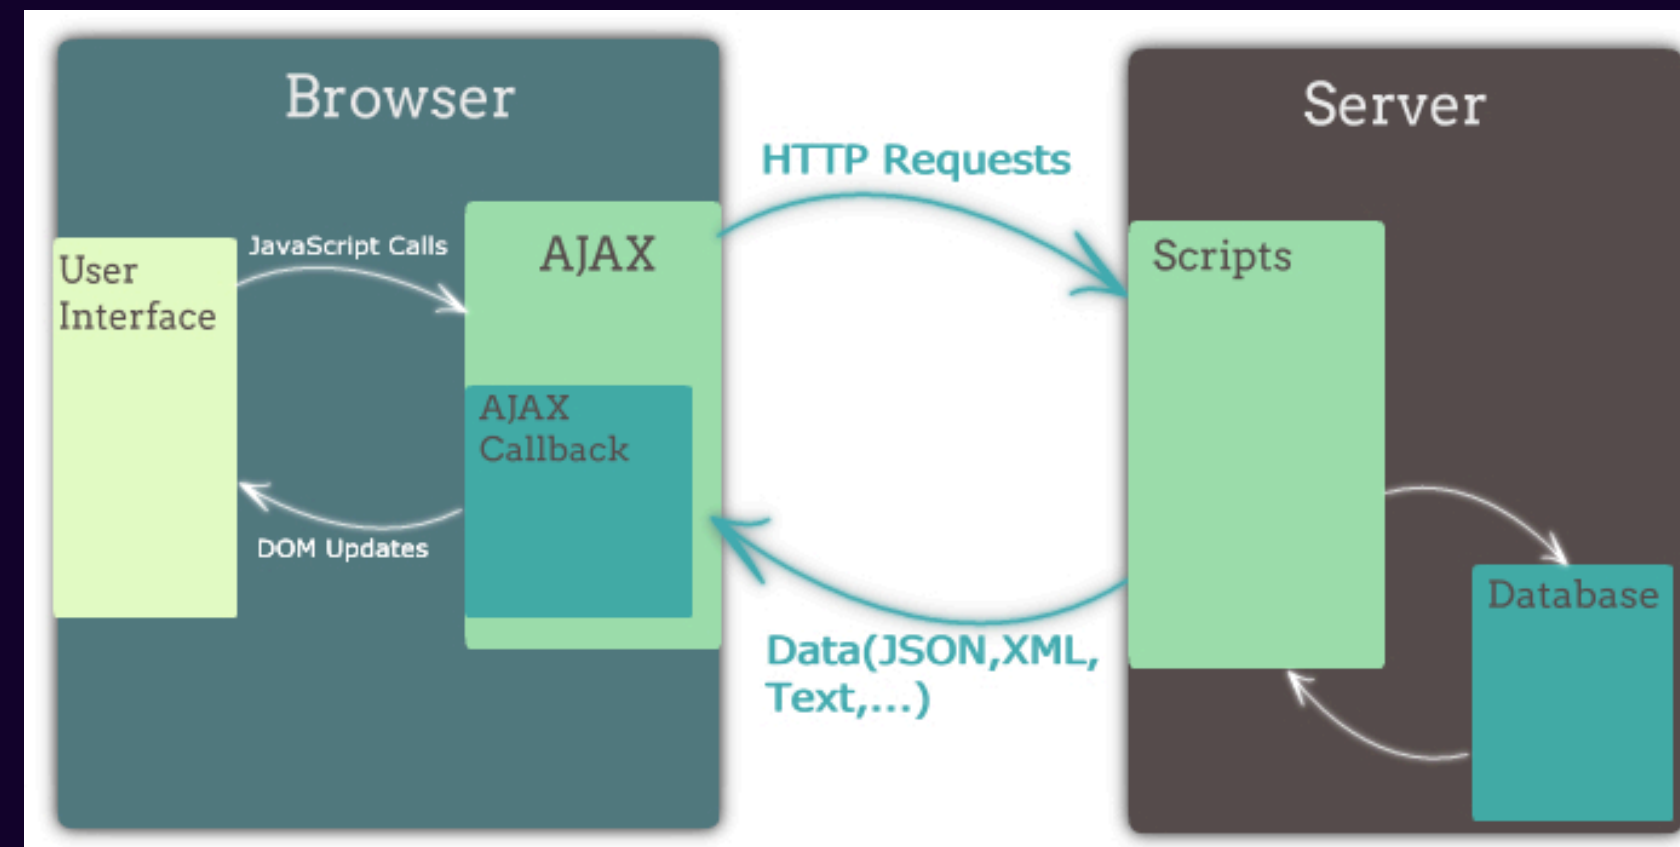 Browser
Server
HTTP Requests
JavaScript Calls
AJAX
User
Interface
Scripts
AJAX
Callback
DOM Updates
Database
Data(JSON,XML,
Text,...)